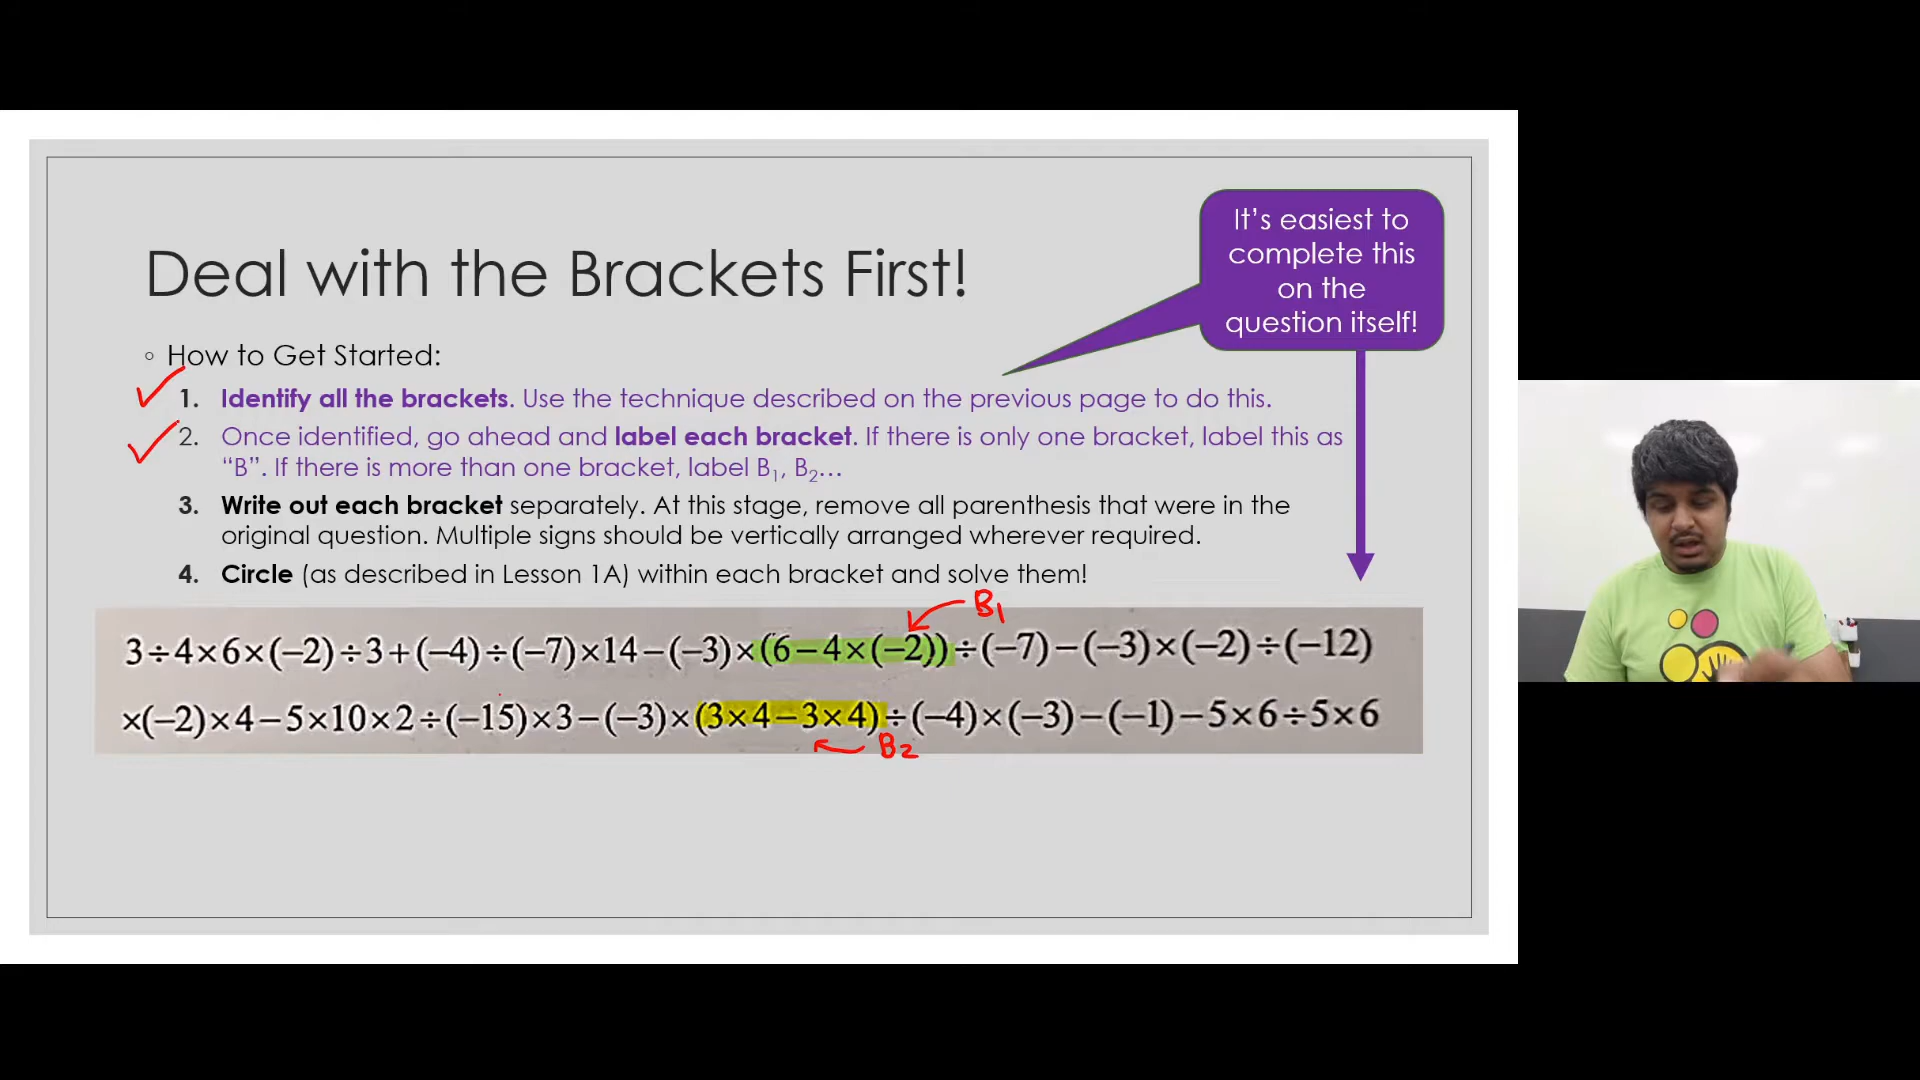 Deal with the Brackets First!
It's easiest to
complete this
on the
question itself!
◦ How to Get Started:
1. Identify all the brackets. Use the technique described on the previous page to do this.
2. Once identified, go ahead and label each bracket. If there is only one bracket, label this as
“B”. If there is more than one bracket, label B₁, B₂…
3. Write out each bracket separately. At this stage, remove all parenthesis that were in the
original question. Multiple signs should be vertically arranged wherever required.
4. Circle (as described in Lesson 1A) within each bracket and solve them!
B₁
3÷4×6×(−2)÷3+(−4)÷(−7)×14−(−3)×(6−4×(−2))÷(−7)−(−3)×(−2)÷(−12)
×(−2)×4−5×10×2÷(−15)×3−(−3)×(3×4−3×4)÷(−4)×(−3)−(−1)−5×6÷5×6
B₂